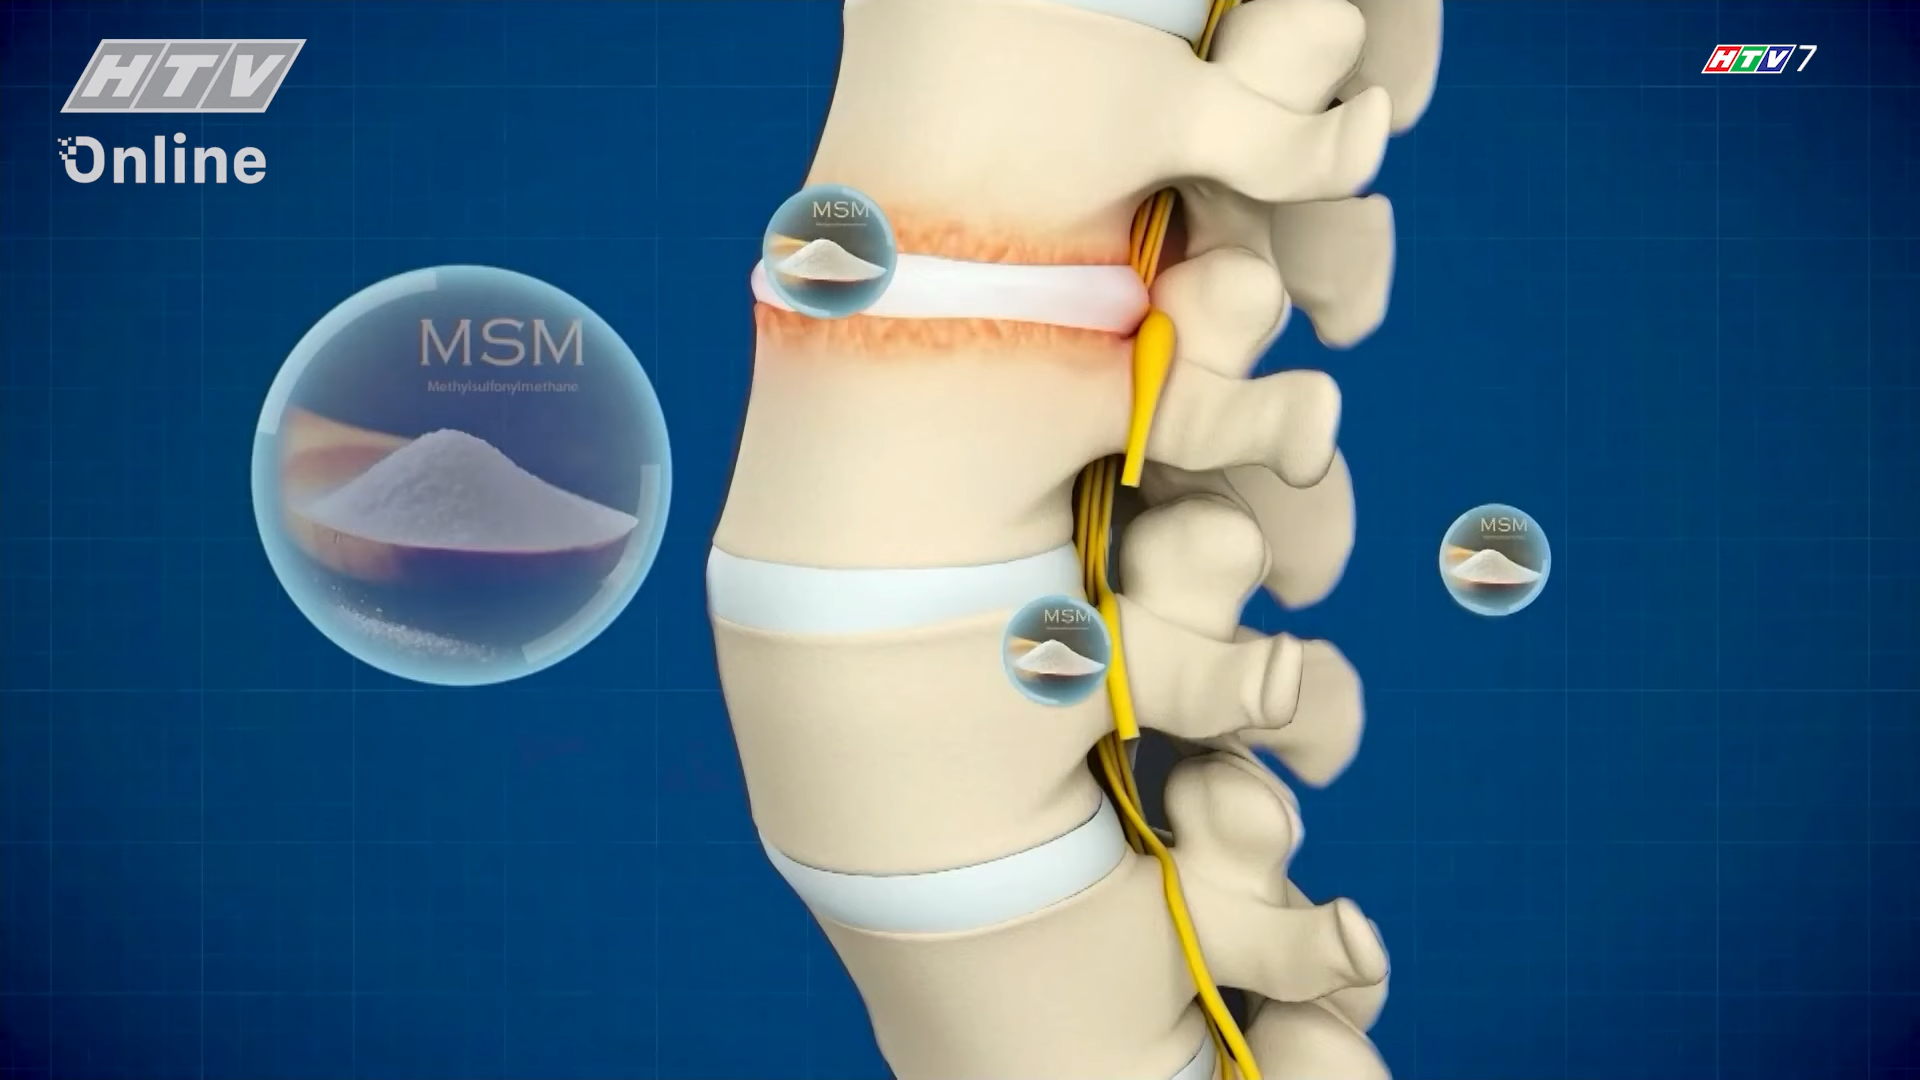 HTV
Online
HTV7
MSM
Methylsulfonylmethane
MSM
MSM
MSM